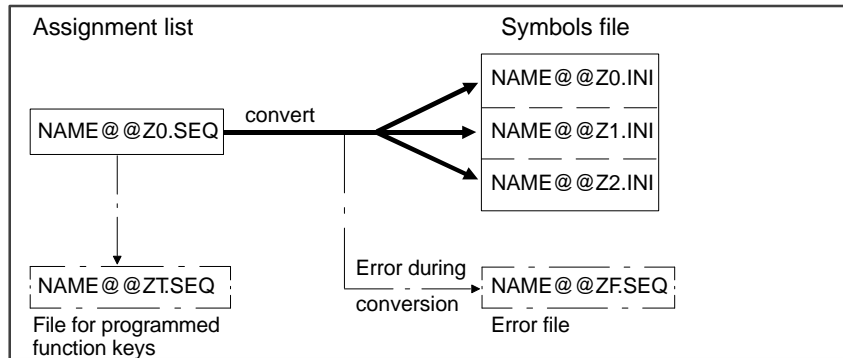 Assignment list
Symbols file
NAME@@Z0.INI
convert
NAME@@Z0.SEQ
NAME@@Z1.INI
NAME@@Z2.INI
Error during
conversion
NAME@@ZT.SEQ
NAME@@ZF.SEQ
File for programmed
function keys
Error file